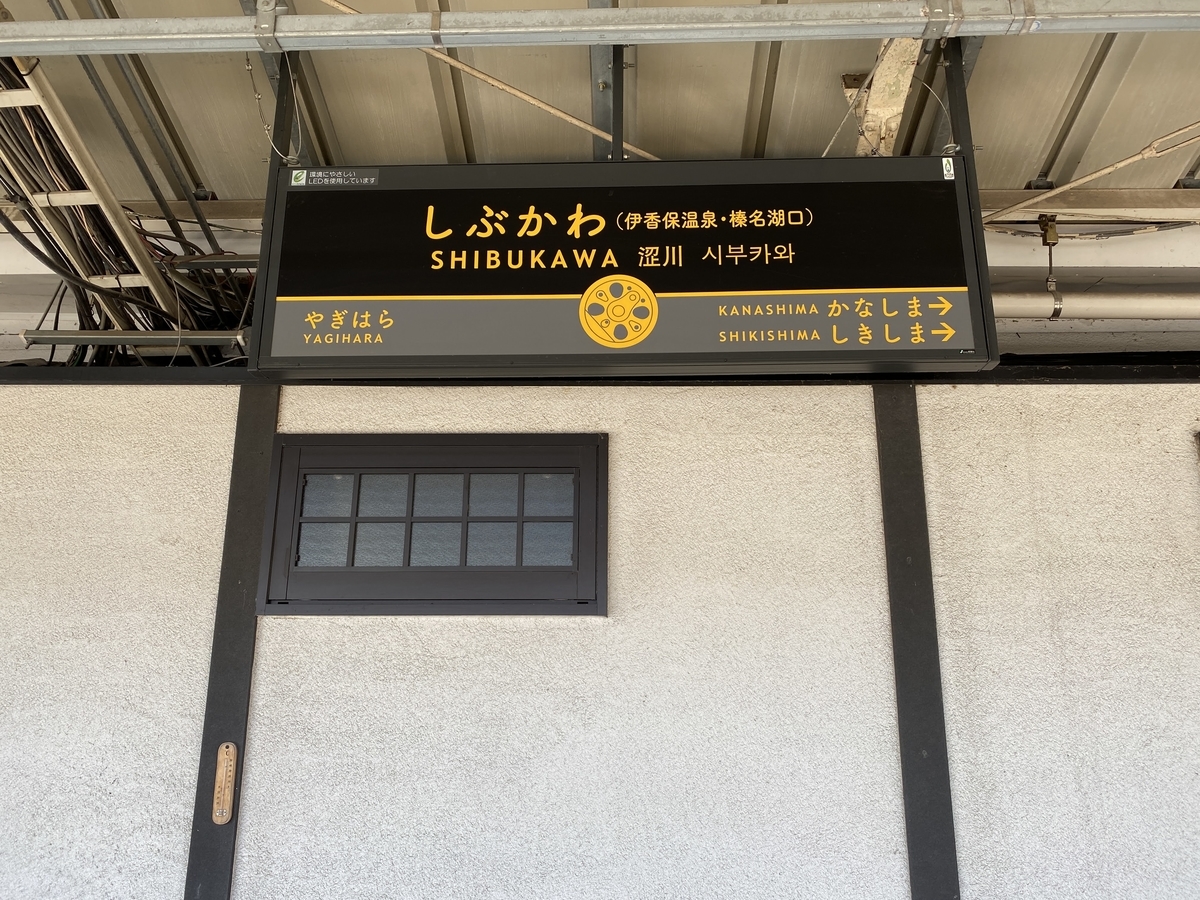 環境にやさしい
LEDを使用しています
しぶかわ(伊香保温泉・榛名湖口)
SHIBUKAWA 涩川 시부카와
やぎはら
YAGIHARA
KANASHIMA かなしま→
SHIKISHIMA しきしま→